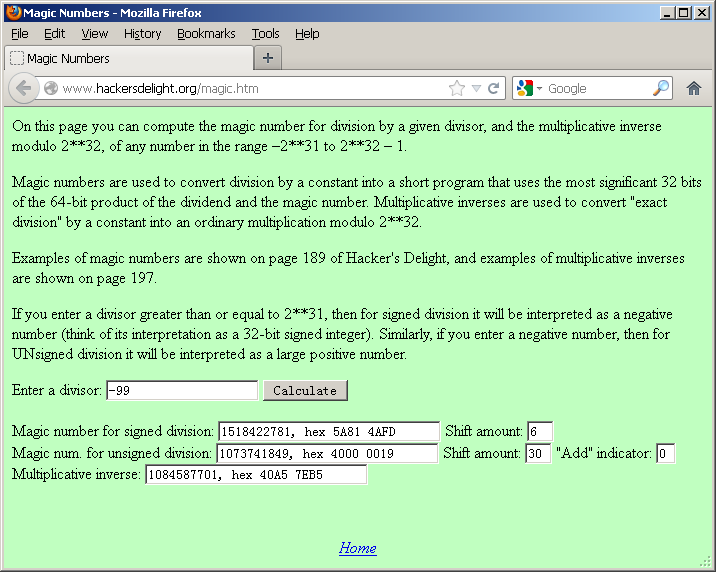 Magic Numbers - Mozilla Firefox
File Edit View History Bookmarks Tools Help
Magic Numbers
www.hackersdelight.org/magic.htm Google
On this page you can compute the magic number for division by a given divisor, and the multiplicative inverse
modulo 2**32, of any number in the range −2**31 to 2**32 − 1.
Magic numbers are used to convert division by a constant into a short program that uses the most significant 32 bits
of the 64-bit product of the dividend and the magic number. Multiplicative inverses are used to convert "exact
division" by a constant into an ordinary multiplication modulo 2**32.
Examples of magic numbers are shown on page 189 of Hacker's Delight, and examples of multiplicative inverses
are shown on page 197.
If you enter a divisor greater than or equal to 2**31, then for signed division it will be interpreted as a negative
number (think of its interpretation as a 32-bit signed integer). Similarly, if you enter a negative number, then for
UNsigned division it will be interpreted as a large positive number.
Enter a divisor: -99 Calculate
Magic number for signed division: 1518422781, hex 5A81 4AFD Shift amount: 6
Magic num. for unsigned division: 1073741849, hex 4000 0019 Shift amount: 30 "Add" indicator: 0
Multiplicative inverse: 1084587701, hex 40A5 7EB5
Home